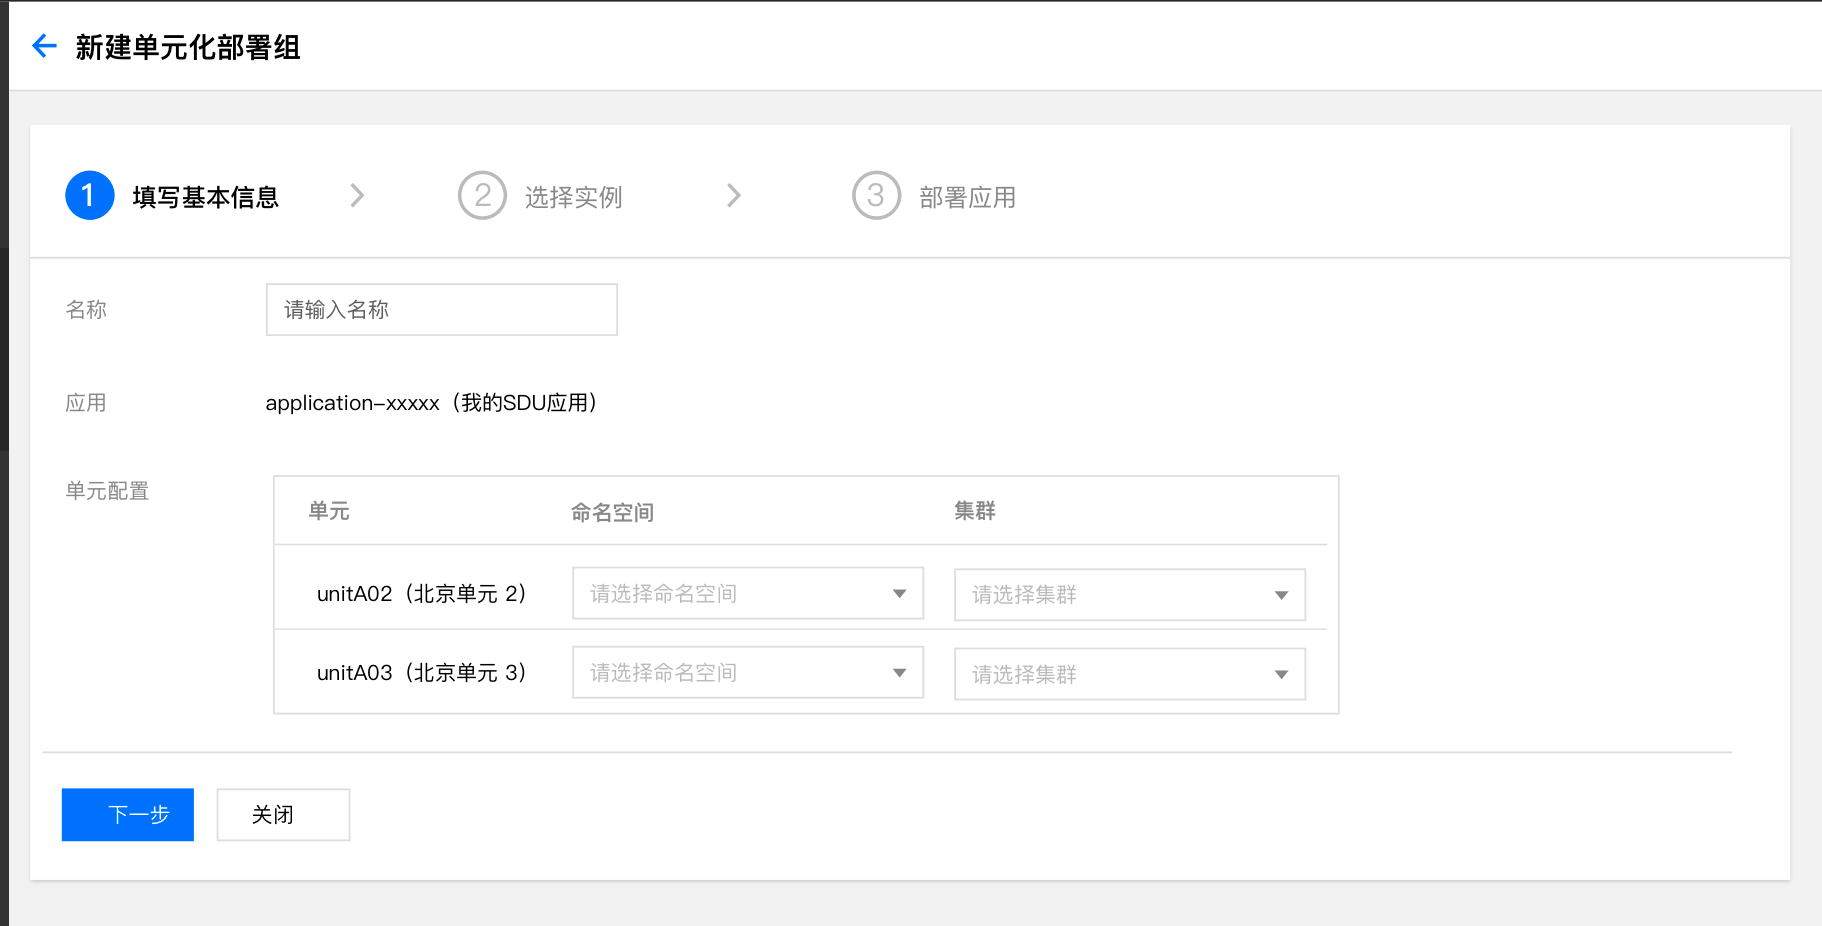 新建单元化部署组
1 填写基本信息 2 选择实例 3 部署应用
名称 请输入名称
应用 application-xxxxx（我的SDU应用）
单元配置
单元 命名空间 集群
unitA02（北京单元 2） 请选择命名空间 请选择集群
unitA03（北京单元 3） 请选择命名空间 请选择集群
下一步 关闭